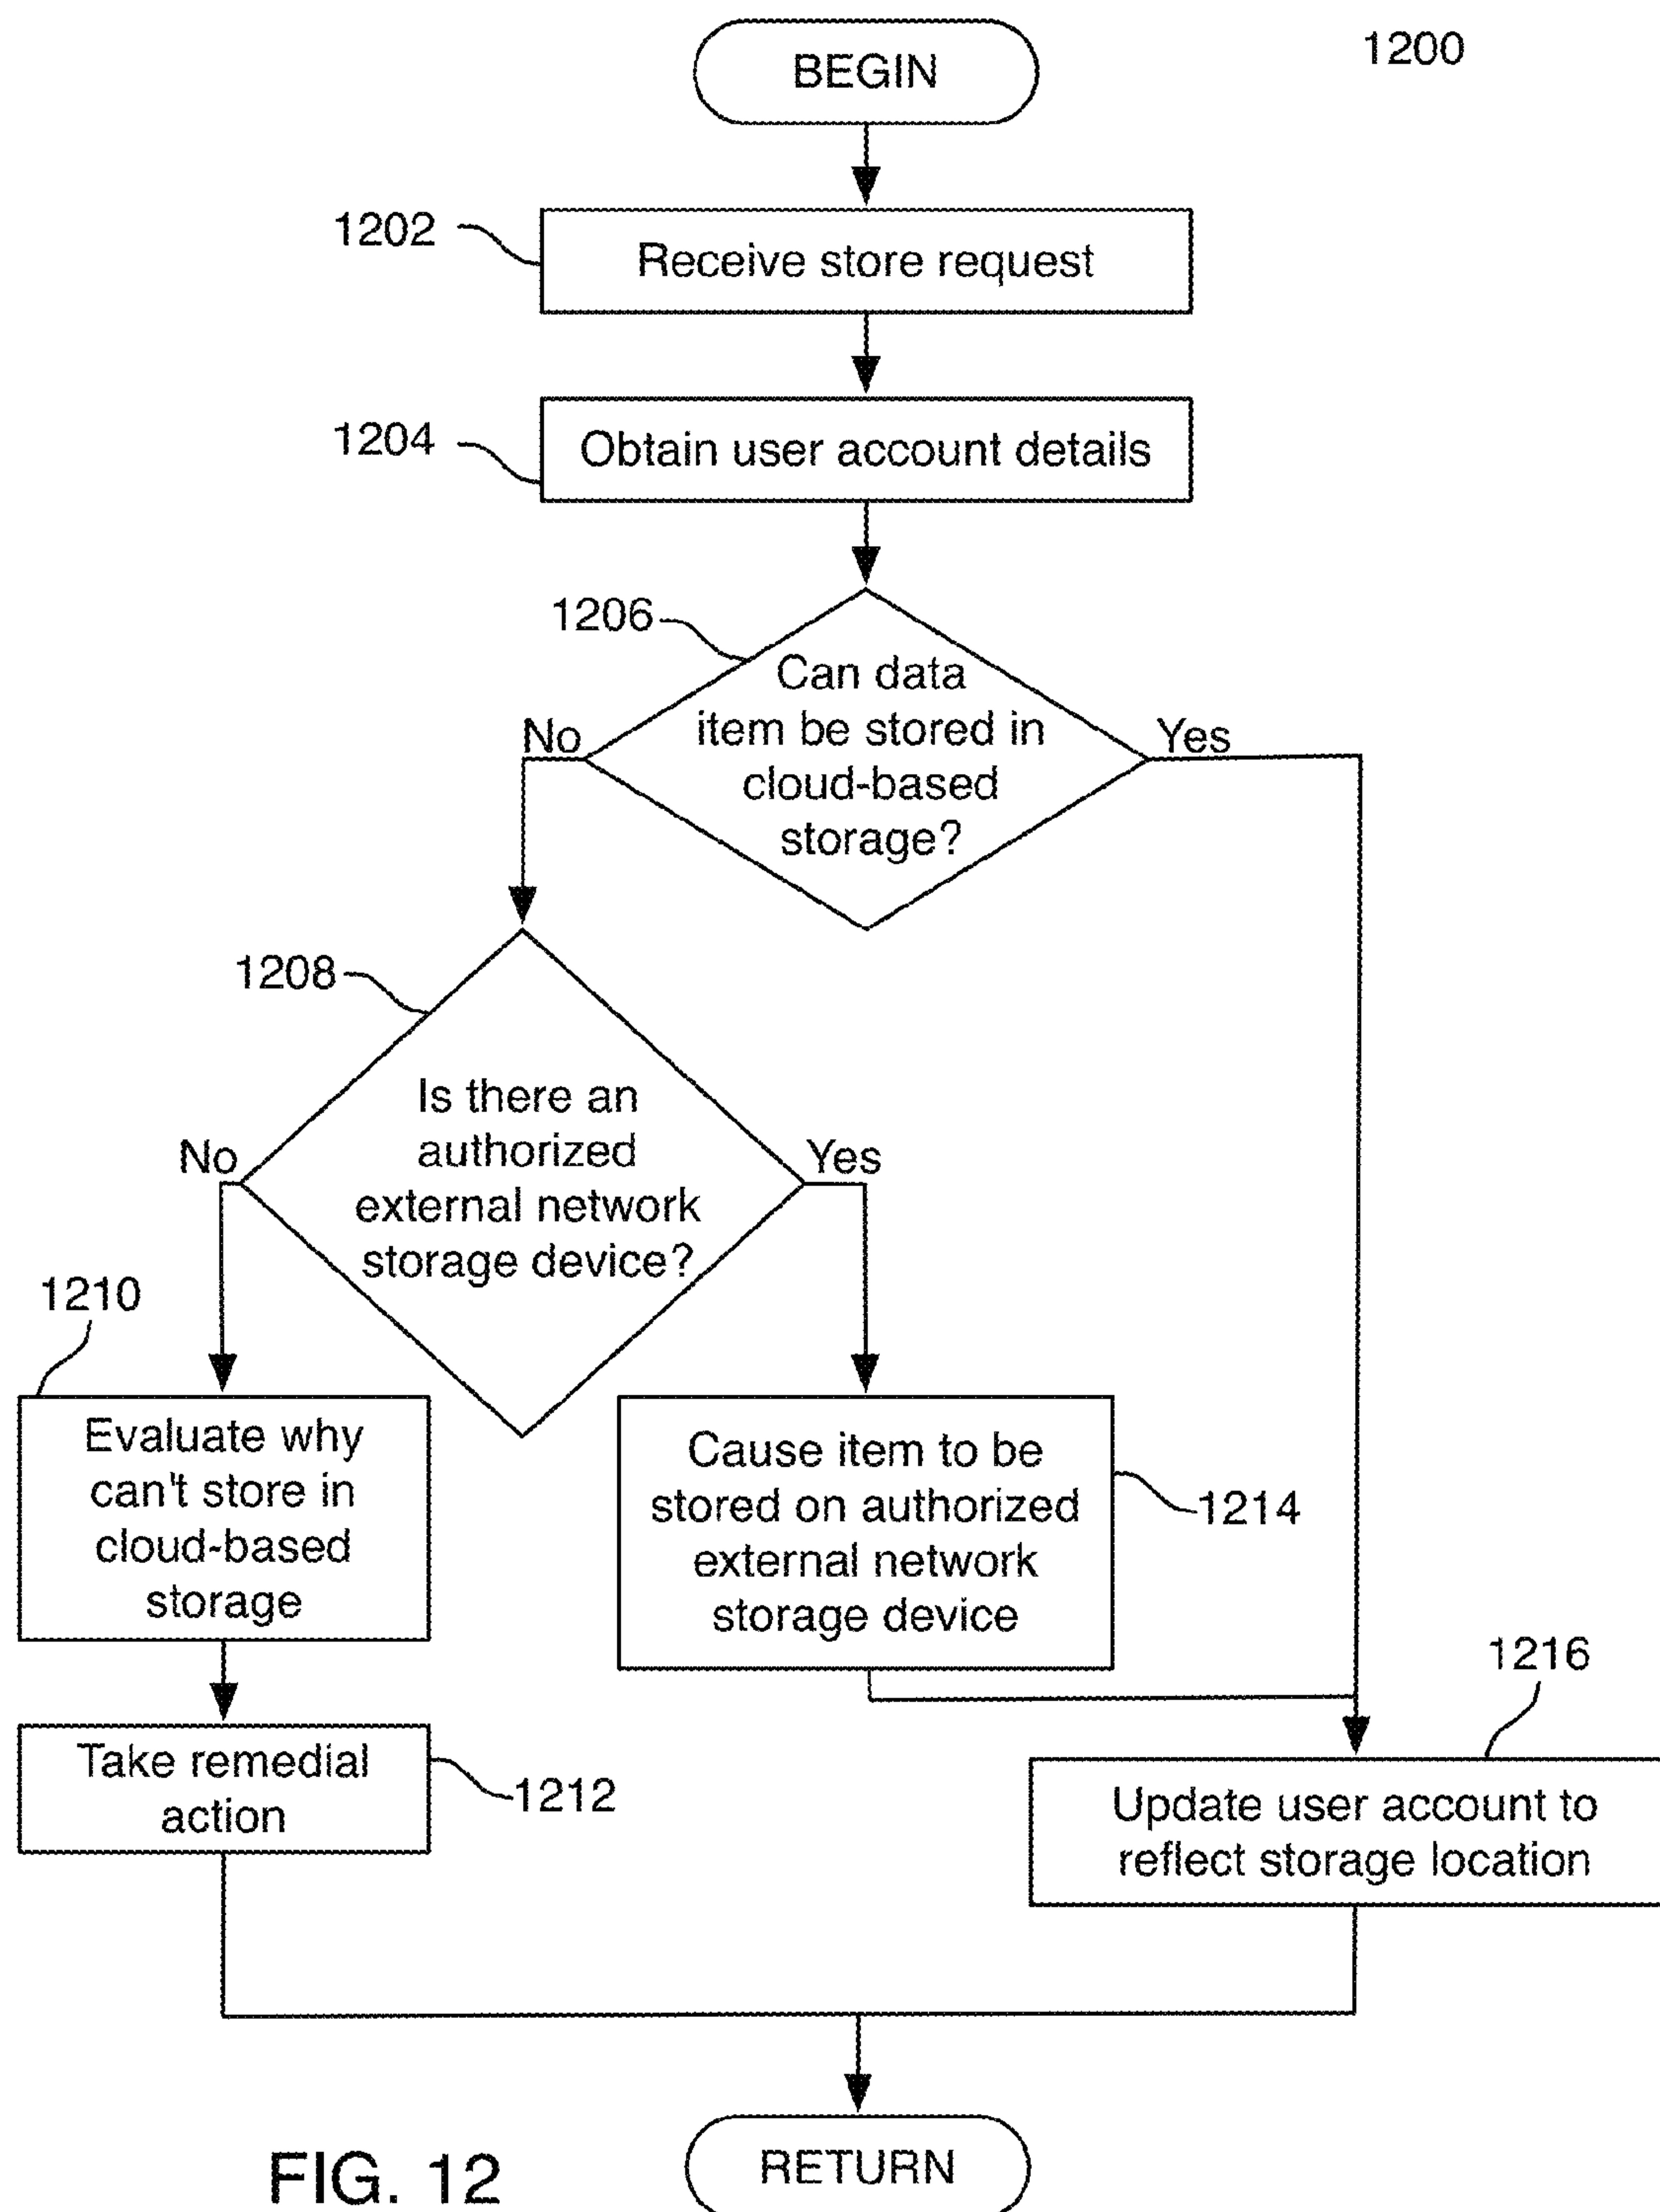 BEGIN
1200
1202
Receive store request
1204
Obtain user account details
1206
Can data
item be stored in
cloud-based
storage?
No
Yes
1208
Is there an
authorized
external network
storage device?
No
Yes
1210
Evaluate why
can't store in
cloud-based
storage
Cause item to be
stored on authorized
external network
storage device
1214
1216
Take remedial
action
1212
Update user account to
reflect storage location
RETURN
FIG. 12